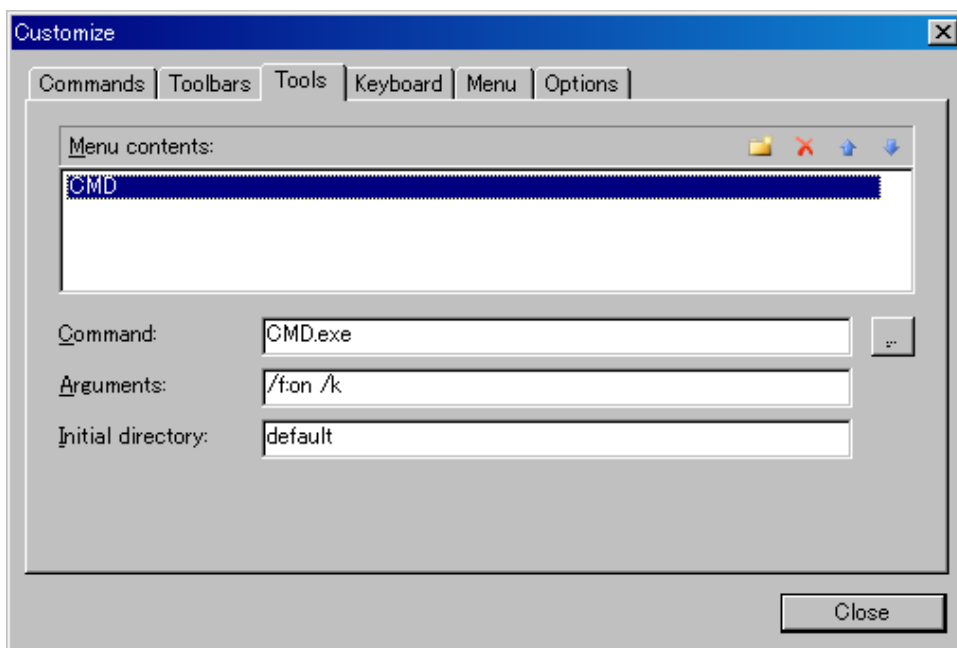 Customize
Commands Toolbars Tools Keyboard Menu Options
Menu contents:
CMD
Command: CMD.exe ...
Arguments: /f:on /k
Initial directory: default
Close